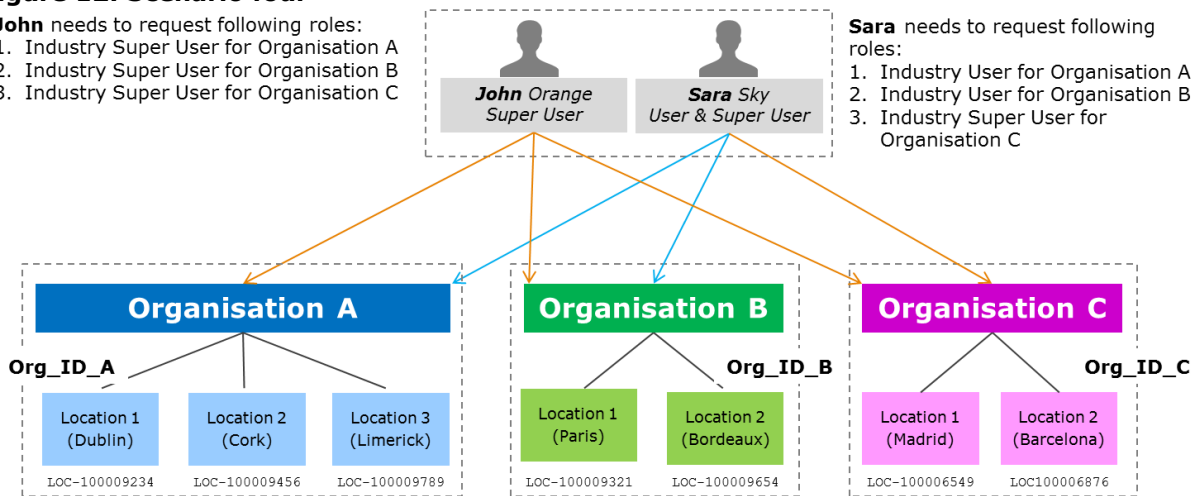 John needs to request following roles:
1. Industry Super User for Organisation A
2. Industry Super User for Organisation B
3. Industry Super User for Organisation C
John Orange
Super User
Sara Sky
User & Super User
Sara needs to request following
roles:
1. Industry User for Organisation A
2. Industry User for Organisation B
3. Industry Super User for
Organisation C
Organisation A
Organisation B
Organisation C
Org_ID_A
Org_ID_B
Org_ID_C
Location 1
(Dublin)
Location 2
(Cork)
Location 3
(Limerick)
Location 1
(Paris)
Location 2
(Bordeaux)
Location 1
(Madrid)
Location 2
(Barcelona)
LOC-100009234
LOC-100009456
LOC-100009789
LOC-100009321
LOC-100009654
LOC-100006549
LOC100006876